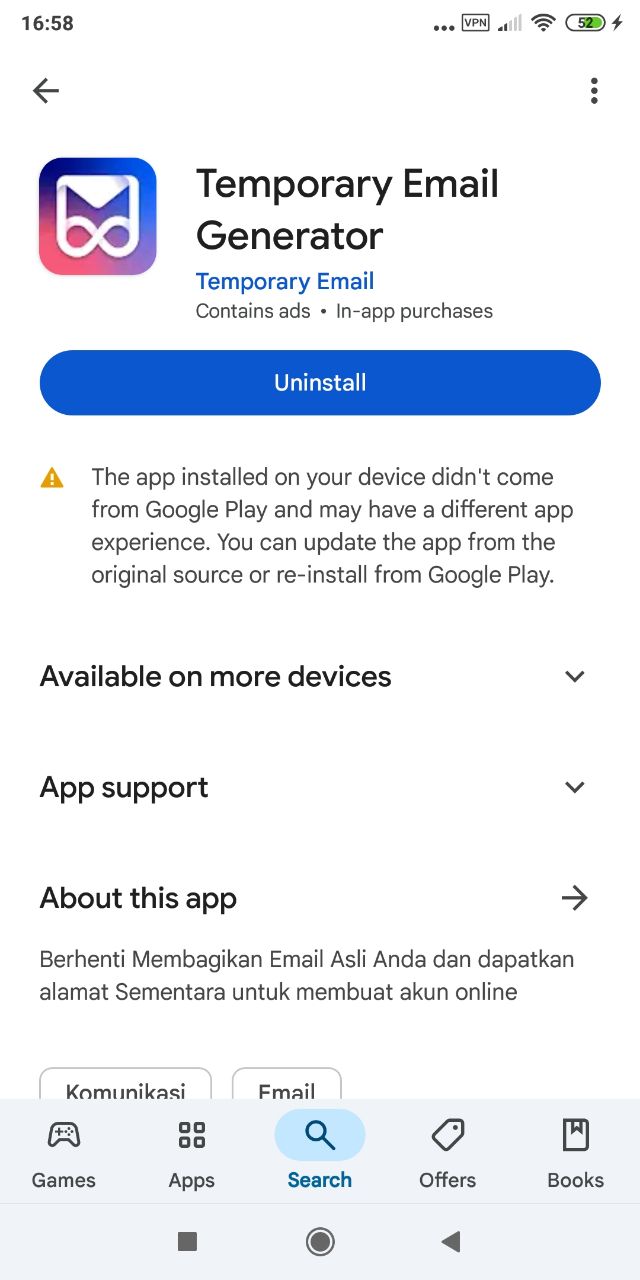 16:58
VPN
52
Temporary Email
Generator
Temporary Email
Contains ads • In-app purchases
Uninstall
The app installed on your device didn't come
from Google Play and may have a different app
experience. You can update the app from the
original source or re-install from Google Play.
Available on more devices
App support
About this app
Berhenti Membagikan Email Asli Anda dan dapatkan
alamat Sementara untuk membuat akun online
Komunikasi
Email
Games
Apps
Search
Offers
Books